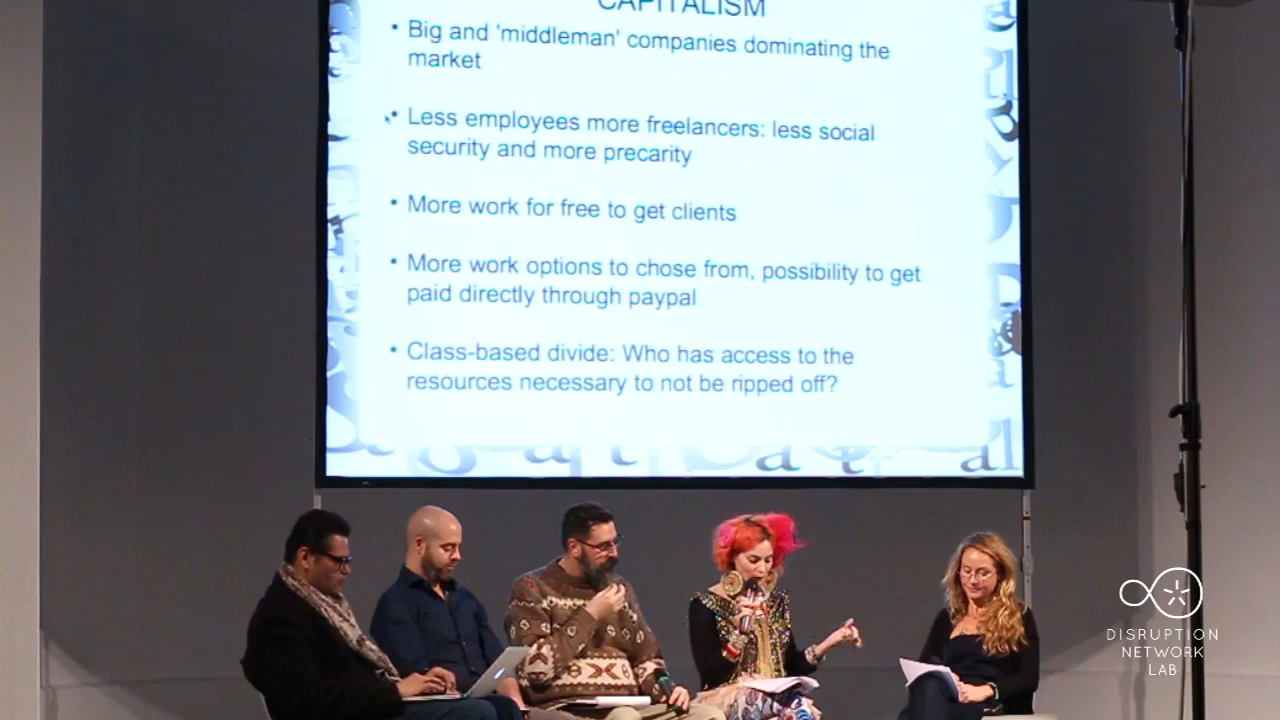 CAPITALISM
• Big and 'middleman' companies dominating the
market
• Less employees more freelancers: less social
security and more precarity
• More work for free to get clients
• More work options to chose from, possibility to get
paid directly through paypal
• Class-based divide: Who has access to the
resources necessary to not be ripped off?
DISRUPTION
NETWORK
LAB